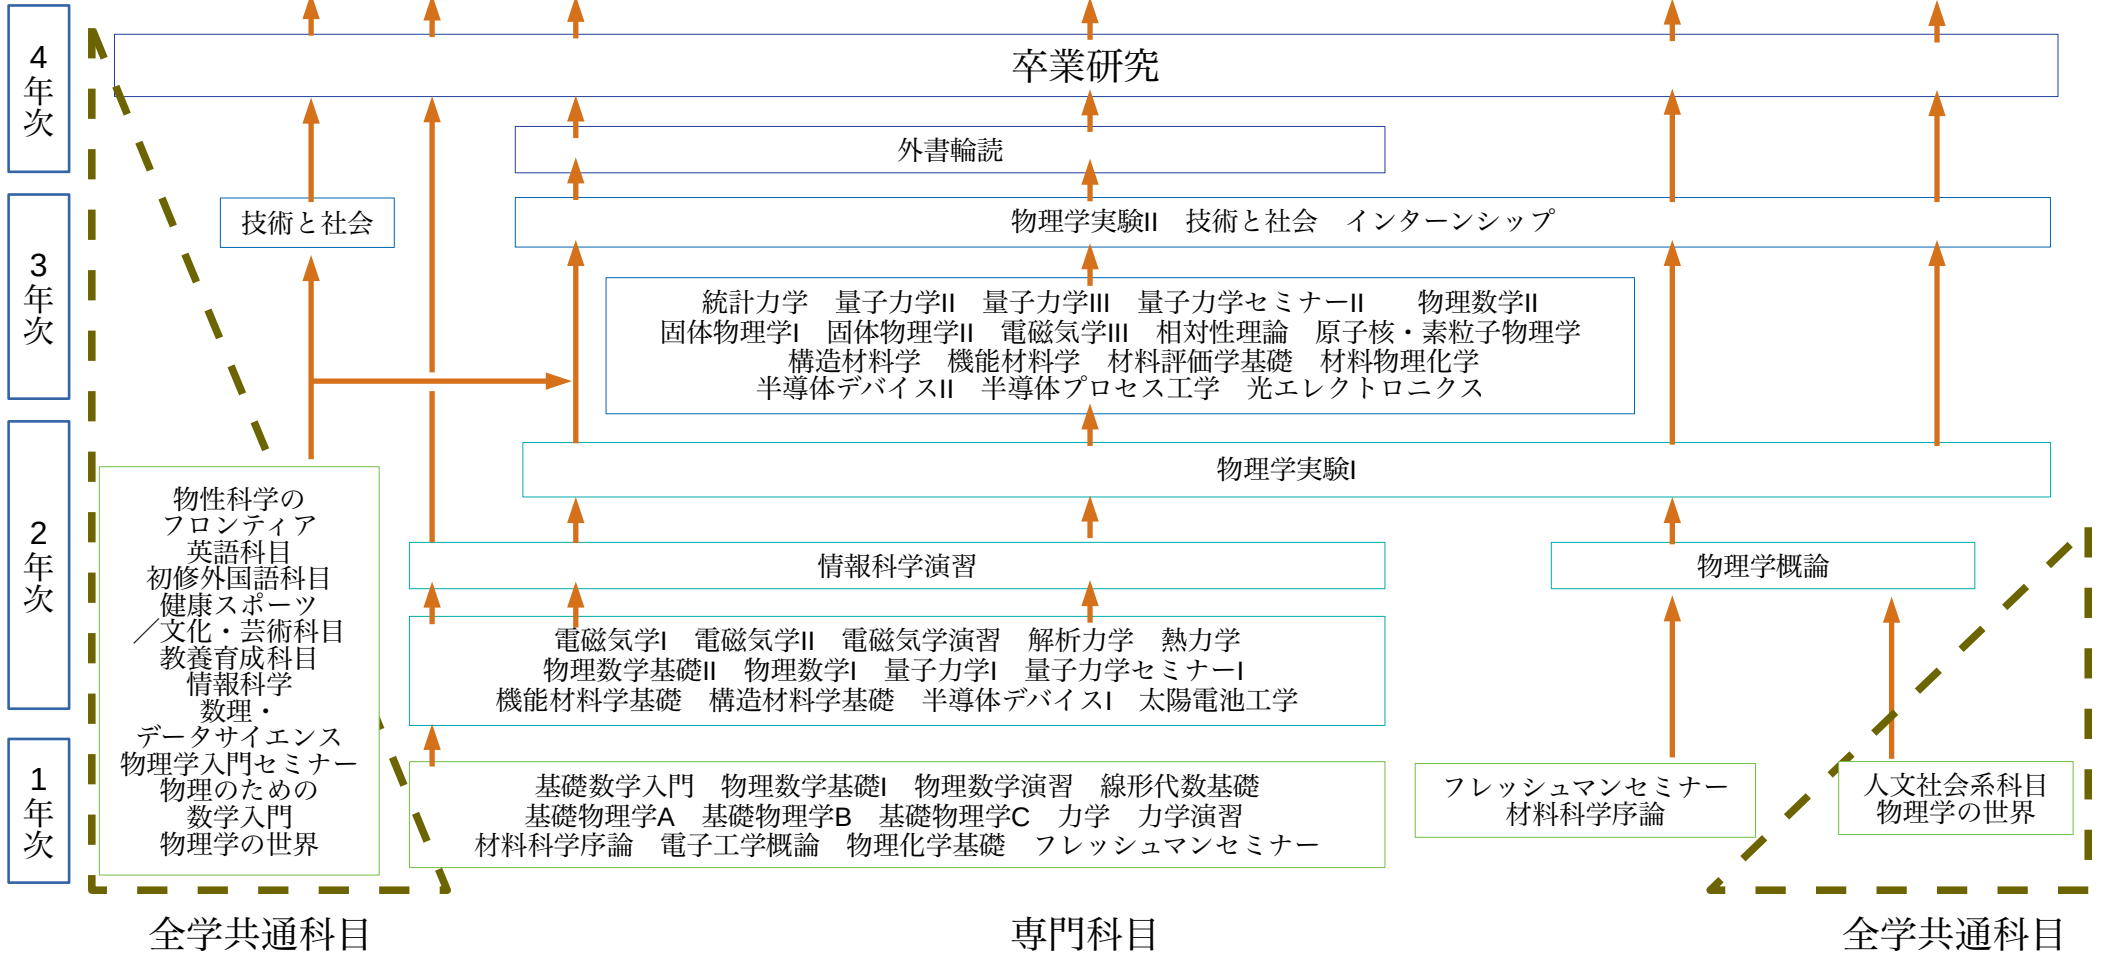 4年次
卒業研究
外書輪読
3年次
技術と社会
物理学実験II　技術と社会　インターンシップ
統計力学　量子力学II　量子力学III　量子力学セミナーII　　物理数学II
固体物理学I　固体物理学II　電磁気学III　相対性理論　原子核・素粒子物理学
構造材料学　機能材料学　材料評価学基礎　材料物理化学
半導体デバイスII　半導体プロセス工学　光エレクトロニクス
2年次
物理学実験I
情報科学演習
物理学概論
電磁気学I　電磁気学II　電磁気学演習　解析力学　熱力学
物理数学基礎II　物理数学I　量子力学I　量子力学セミナーI
機能材料学基礎　構造材料学基礎　半導体デバイスI　太陽電池工学
物性科学の
フロンティア
英語科目
初修外国語科目
健康スポーツ
／文化・芸術科目
教養育成科目
情報科学
数理・
データサイエンス
物理学入門セミナー
物理のための
数学入門
物理学の世界
1年次
基礎数学入門　物理数学基礎I　物理数学演習　線形代数基礎
基礎物理学A　基礎物理学B　基礎物理学C　力学　力学演習
材料科学序論　電子工学概論　物理化学基礎　フレッシュマンセミナー
フレッシュマンセミナー
材料科学序論
人文社会系科目
物理学の世界
全学共通科目
専門科目
全学共通科目